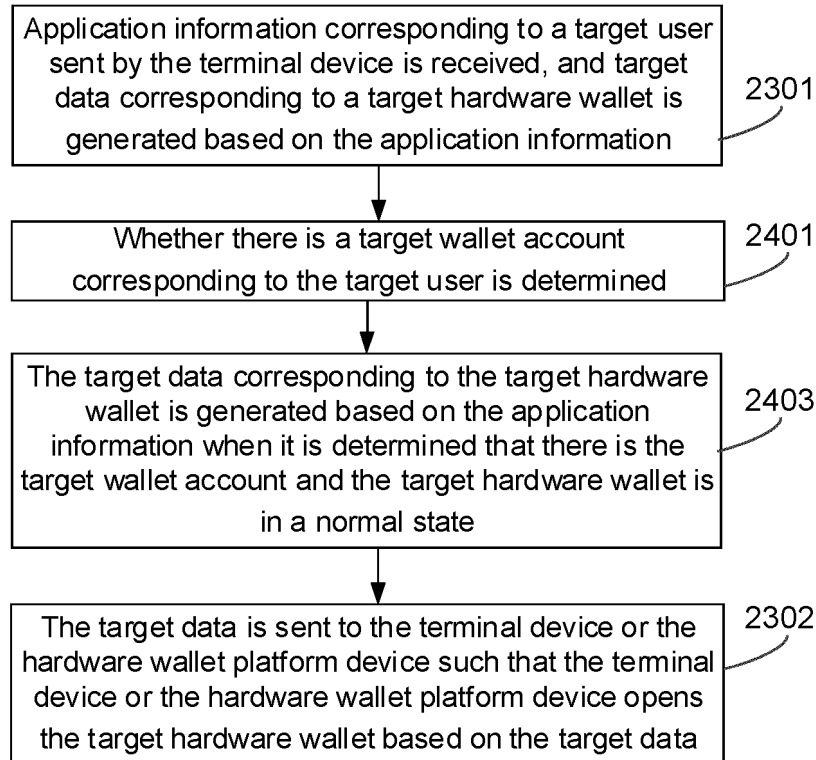 Application information corresponding to a target user
sent by the terminal device is received, and target
data corresponding to a target hardware wallet is
generated based on the application information
2301
Whether there is a target wallet account
corresponding to the target user is determined
2401
The target data corresponding to the target hardware
wallet is generated based on the application
information when it is determined that there is the
target wallet account and the target hardware wallet is
in a normal state
2403
The target data is sent to the terminal device or the
hardware wallet platform device such that the terminal
device or the hardware wallet platform device opens
the target hardware wallet based on the target data
2302